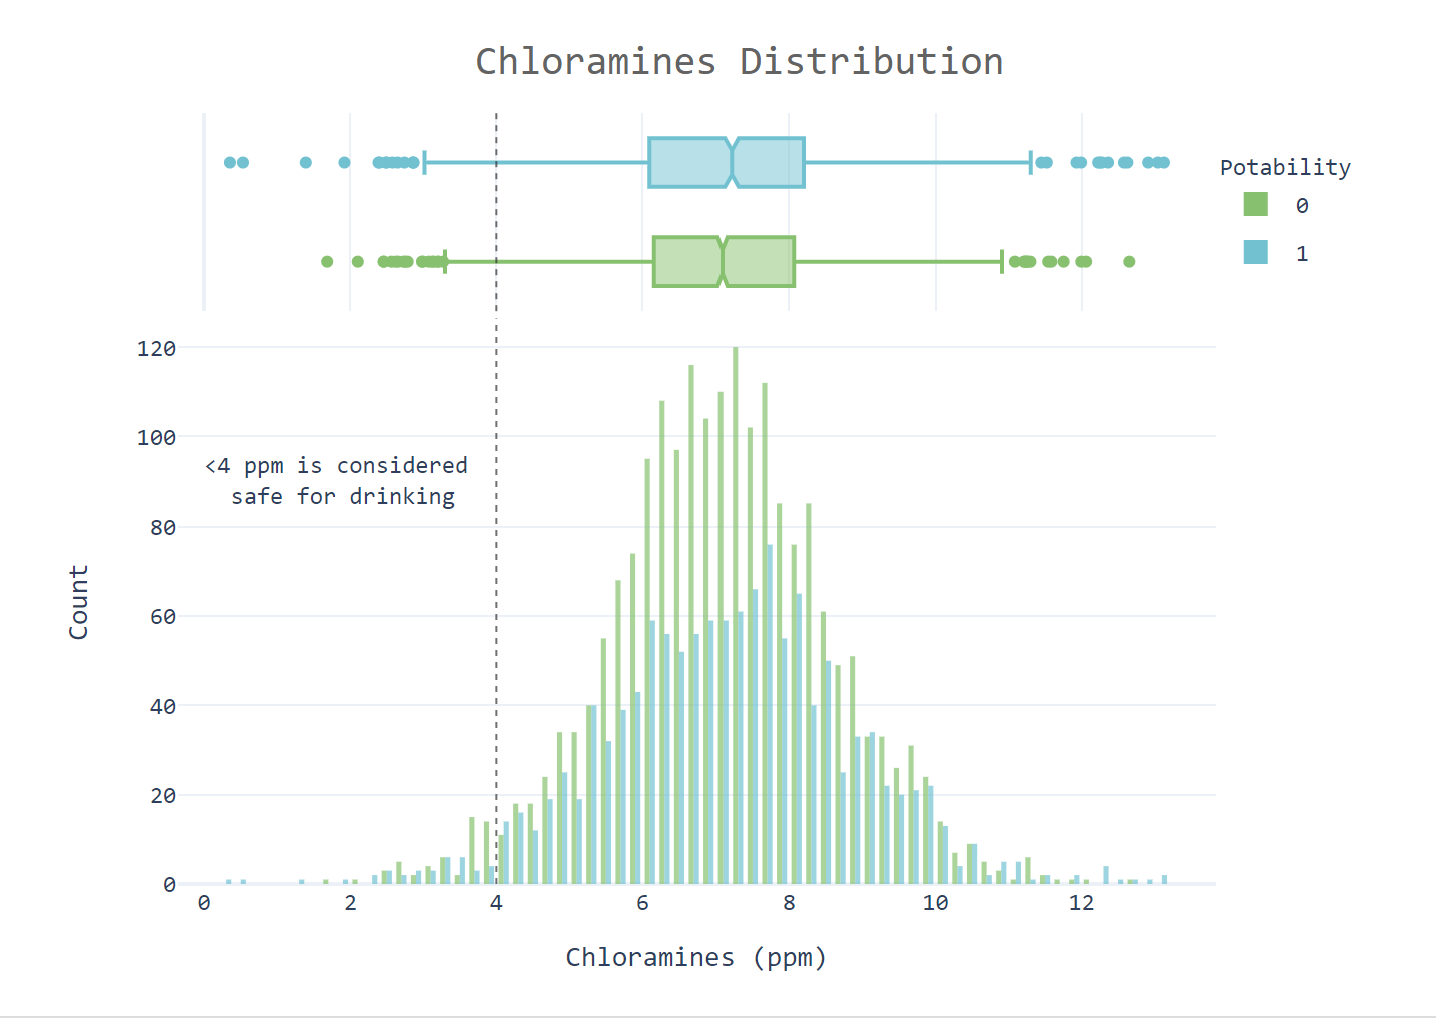 Chloramines Distribution
Potability
0
1
120
100
<4 ppm is considered
safe for drinking
80
60
40
20
0
Count
0 2 4 6 8 10 12
Chloramines (ppm)